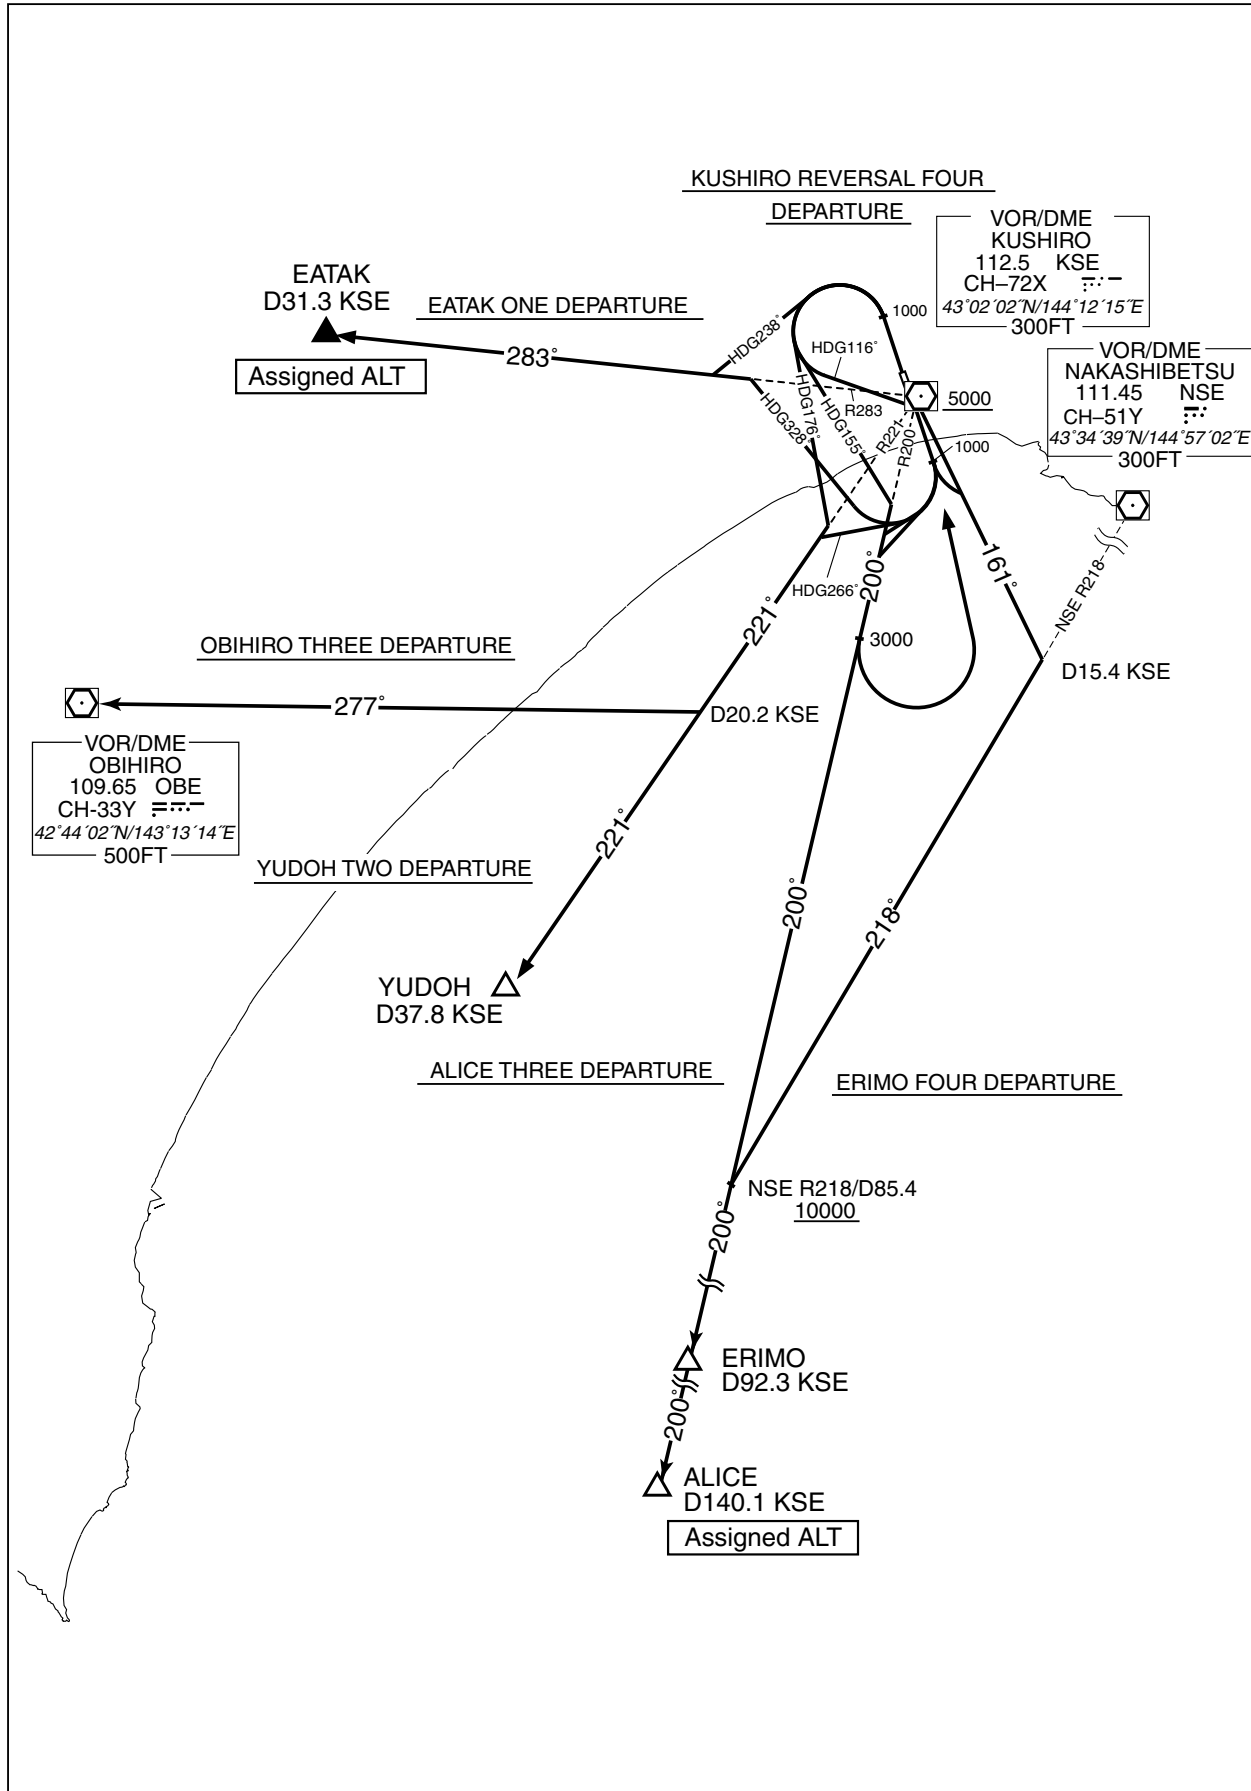 KUSHIRO REVERSAL FOUR
DEPARTURE
VOR/DME
KUSHIRO
112.5 KSE
CH–72X
43°02´02˝N/144°12´15˝E
300FT
EATAK
D31.3 KSE
EATAK ONE DEPARTURE
Assigned ALT
283°
HDG238°
1000
HDG116°
R283
5000
VOR/DME
NAKASHIBETSU
111.45 NSE
CH–51Y
43°34´39˝N/144°57´02˝E
300FT
HDG328°
HDG176°
HDG155°
R221
R200
1000
161°
NSE R218
HDG266°
200°
221°
3000
D15.4 KSE
OBIHIRO THREE DEPARTURE
277°
D20.2 KSE
VOR/DME
OBIHIRO
109.65 OBE
CH-33Y
42°44´02˝N/143°13´14˝E
500FT
221°
YUDOH TWO DEPARTURE
200°
218°
YUDOH
D37.8 KSE
ALICE THREE DEPARTURE
ERIMO FOUR DEPARTURE
NSE R218/D85.4
10000
200°
ERIMO
D92.3 KSE
200°
ALICE
D140.1 KSE
Assigned ALT